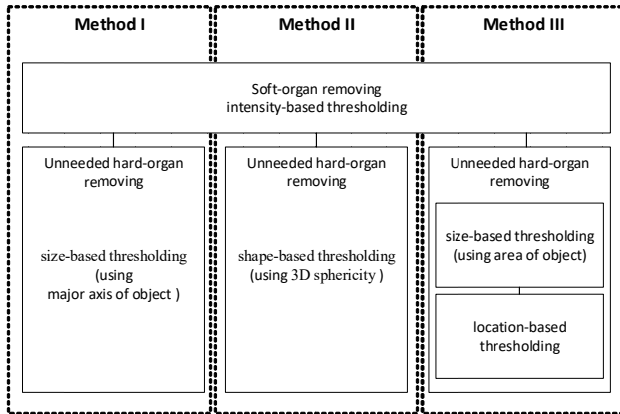 Method I
Method II
Method III
Soft-organ removing
intensity-based thresholding
Unneeded hard-organ
removing
size-based thresholding
(using
major axis of object )
Unneeded hard-organ
removing
shape-based thresholding
(using 3D sphericity )
Unneeded hard-organ
removing
size-based thresholding
(using area of object)
location-based
thresholding